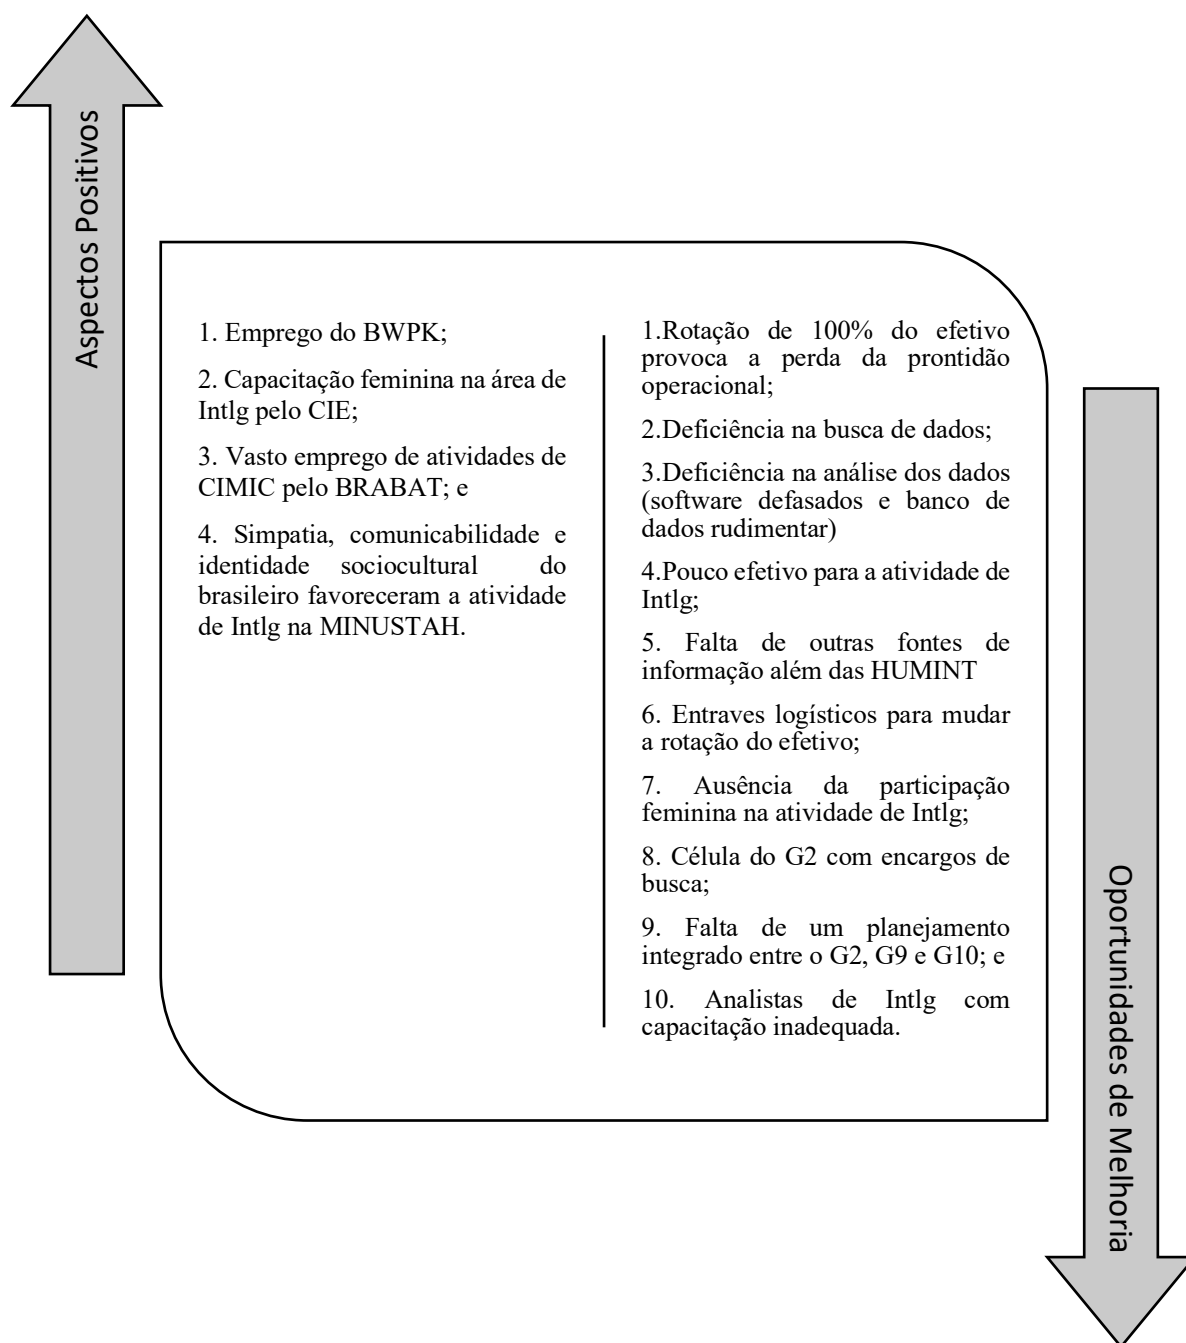 Aspectos Positivos
1. Emprego do BWPK;
2. Capacitação feminina na área de
Intlg pelo CIE;
3. Vasto emprego de atividades de
CIMIC pelo BRABAT; e
4. Simpatia, comunicabilidade e
identidade sociocultural do
brasileiro favoreceram a atividade
de Intlg na MINUSTAH.
1.Rotação de 100% do efetivo
provoca a perda da prontidão
operacional;
2.Deficiência na busca de dados;
3.Deficiência na análise dos dados
(software defasados e banco de
dados rudimentar)
4.Pouco efetivo para a atividade de
Intlg;
5. Falta de outras fontes de
informação além das HUMINT
6. Entraves logísticos para mudar
a rotação do efetivo;
7. Ausência da participação
feminina na atividade de Intlg;
8. Célula do G2 com encargos de
busca;
9. Falta de um planejamento
integrado entre o G2, G9 e G10; e
10. Analistas de Intlg com
capacitação inadequada.
Oportunidades de Melhoria